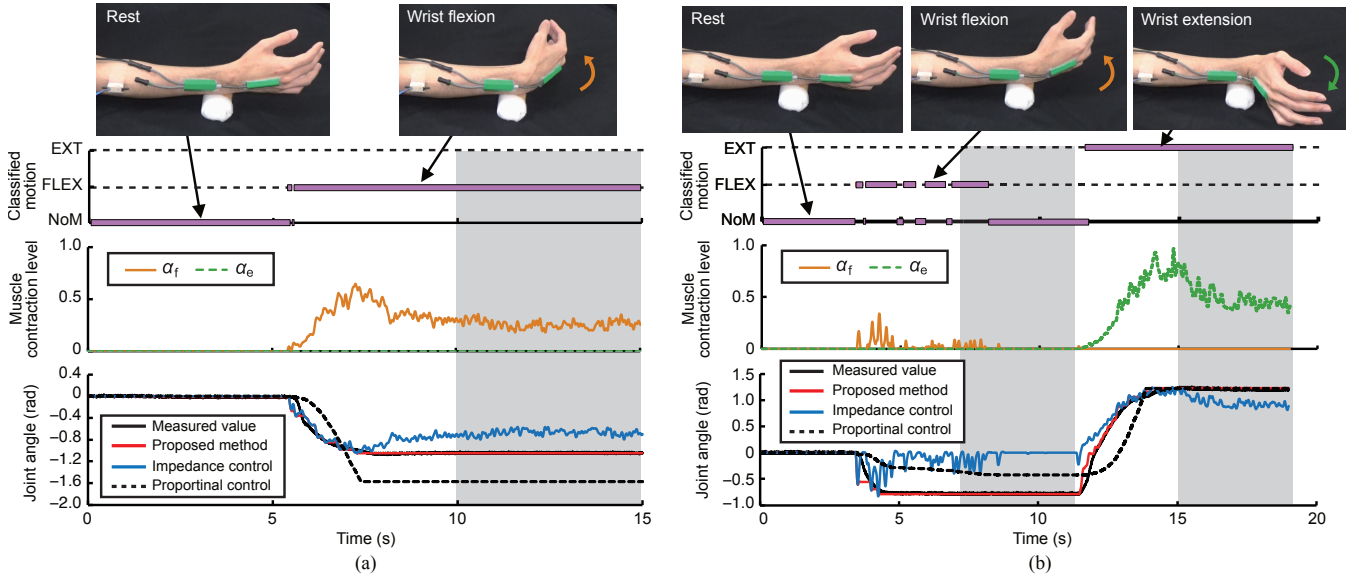 Rest
Wrist flexion
EXT
FLEX
NoM
Classified
motion
1.0
0.5
0
Muscle
contraction level
αf
αe
0.4
0
−0.4
−0.8
−1.2
−1.6
−2.0
Joint angle (rad)
Measured value
Proposed method
Impedance control
Proportinal control
0
5
10
15
Time (s)
(a)
Rest
Wrist flexion
Wrist extension
EXT
FLEX
NoM
Classified
motion
1.0
0.5
0
Muscle
contraction level
αf
αe
1.5
1.0
0.5
0
−0.5
−1.0
Joint angle (rad)
Measured value
Proposed method
Impedance control
Proportinal control
0
5
10
15
20
Time (s)
(b)